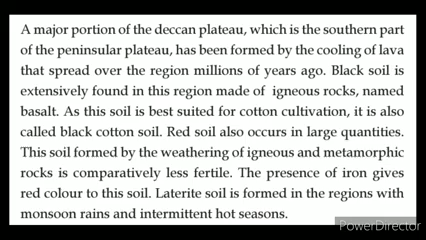 A major portion of the deccan plateau, which is the southern part
of the peninsular plateau, has been formed by the cooling of lava
that spread over the region millions of years ago. Black soil is
extensively found in this region made of igneous rocks, named
basalt. As this soil is best suited for cotton cultivation, it is also
called black cotton soil. Red soil also occurs in large quantities.
This soil formed by the weathering of igneous and metamorphic
rocks is comparatively less fertile. The presence of iron gives
red colour to this soil. Laterite soil is formed in the regions with
monsoon rains and intermittent hot seasons.
PowerDirector